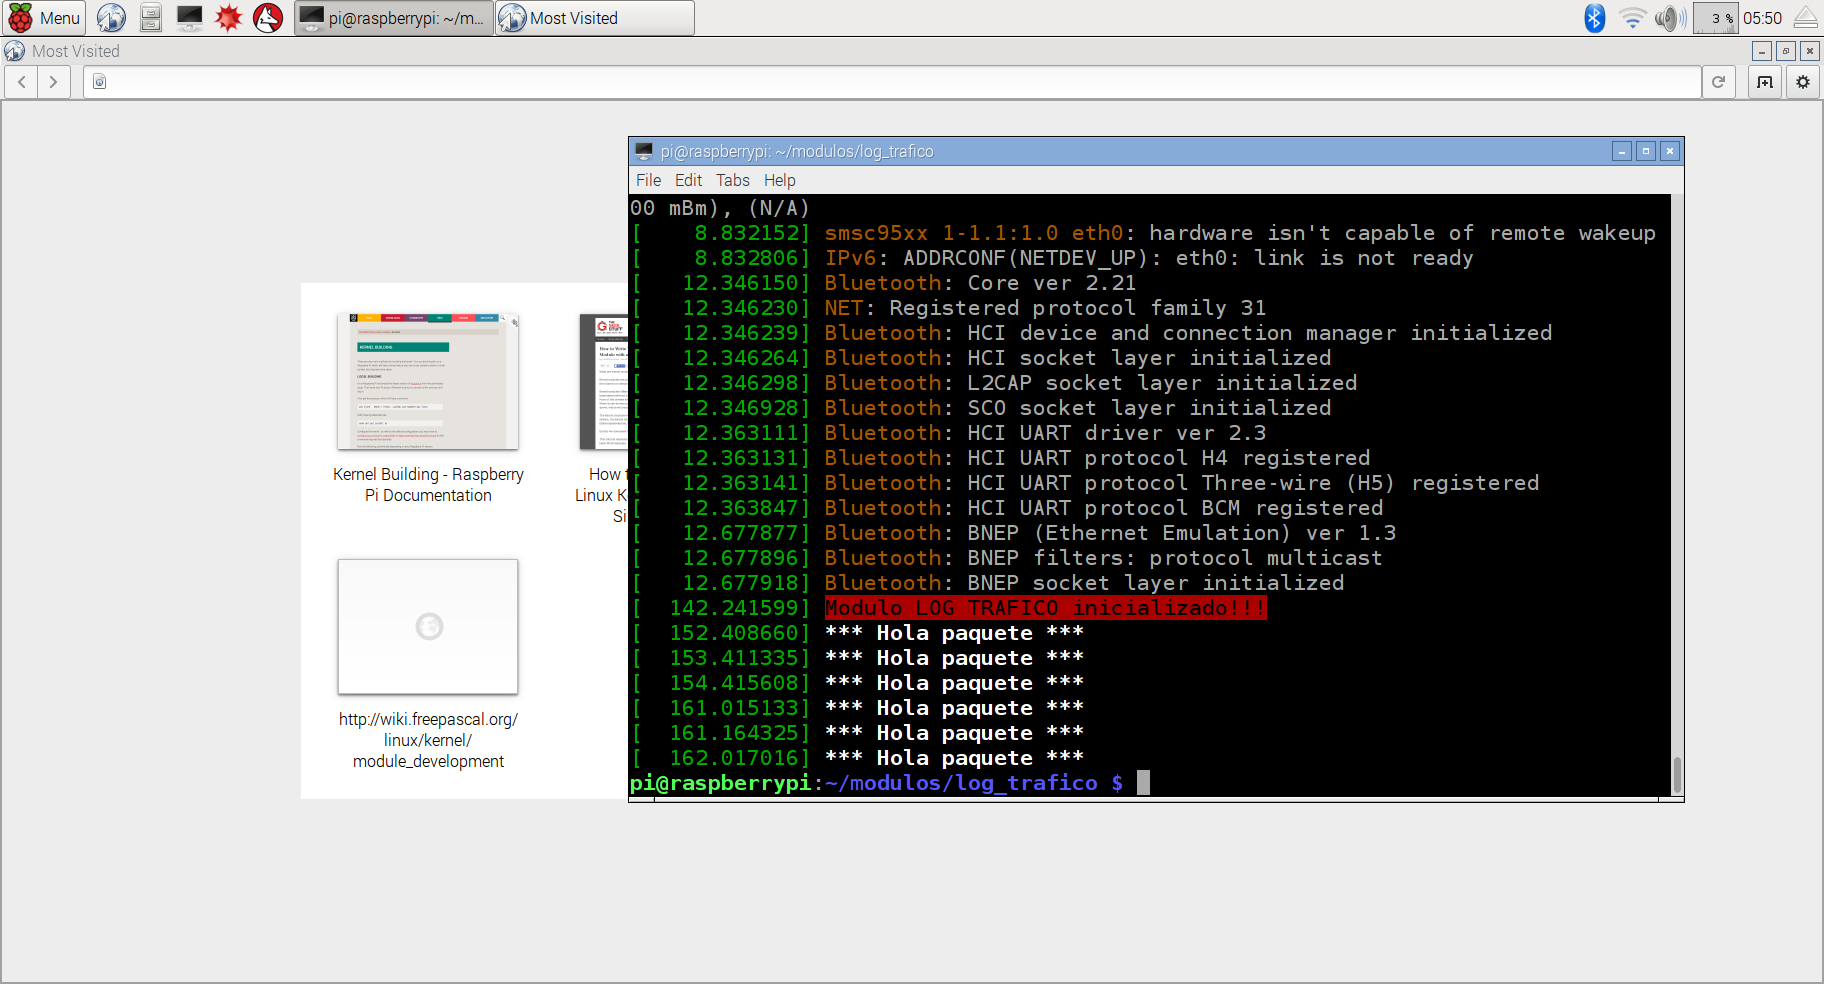 Menu
pi@raspberrypi: ~/m...
Most Visited
3 %
05:50
Most Visited
KERNEL BUILDING
Kernel Building - Raspberry
Pi Documentation
How t
Linux K
Si
http://wiki.freepascal.org/
linux/kernel/
module_development
pi@raspberrypi: ~/modulos/log_trafico
File Edit Tabs Help
00 mBm), (N/A)
[    8.832152] smsc95xx 1-1.1:1.0 eth0: hardware isn't capable of remote wakeup
[    8.832806] IPv6: ADDRCONF(NETDEV_UP): eth0: link is not ready
[   12.346150] Bluetooth: Core ver 2.21
[   12.346230] NET: Registered protocol family 31
[   12.346239] Bluetooth: HCI device and connection manager initialized
[   12.346264] Bluetooth: HCI socket layer initialized
[   12.346298] Bluetooth: L2CAP socket layer initialized
[   12.346928] Bluetooth: SCO socket layer initialized
[   12.363111] Bluetooth: HCI UART driver ver 2.3
[   12.363131] Bluetooth: HCI UART protocol H4 registered
[   12.363141] Bluetooth: HCI UART protocol Three-wire (H5) registered
[   12.363847] Bluetooth: HCI UART protocol BCM registered
[   12.677877] Bluetooth: BNEP (Ethernet Emulation) ver 1.3
[   12.677896] Bluetooth: BNEP filters: protocol multicast
[   12.677918] Bluetooth: BNEP socket layer initialized
[  142.241599] Modulo LOG TRAFICO inicializado!!!
[  152.408660] *** Hola paquete ***
[  153.411335] *** Hola paquete ***
[  154.415608] *** Hola paquete ***
[  161.015133] *** Hola paquete ***
[  161.164325] *** Hola paquete ***
[  162.017016] *** Hola paquete ***
pi@raspberrypi:~/modulos/log_trafico $